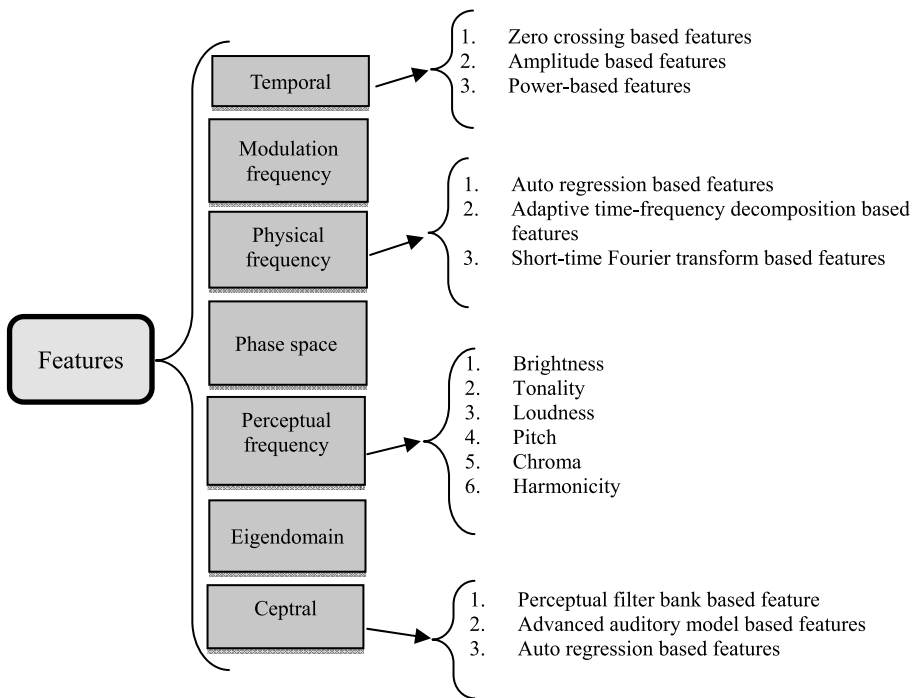 Features
Temporal
1. Zero crossing based features
2. Amplitude based features
3. Power-based features
Modulation
frequency
Physical
frequency
1. Auto regression based features
2. Adaptive time-frequency decomposition based
features
3. Short-time Fourier transform based features
Phase space
Perceptual
frequency
1. Brightness
2. Tonality
3. Loudness
4. Pitch
5. Chroma
6. Harmonicity
Eigendomain
Ceptral
1. Perceptual filter bank based feature
2. Advanced auditory model based features
3. Auto regression based features